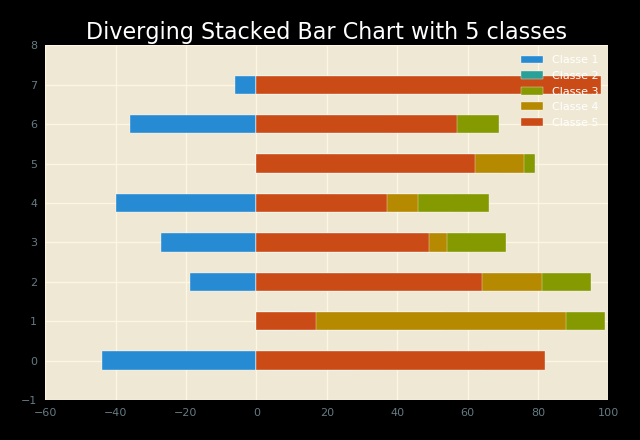 Diverging Stacked Bar Chart with 5 classes
8
7
6
5
4
3
2
1
0
−1
Classe 1
Classe 2
Classe 3
Classe 4
Classe 5
−60 −40 −20 0 20 40 60 80 100